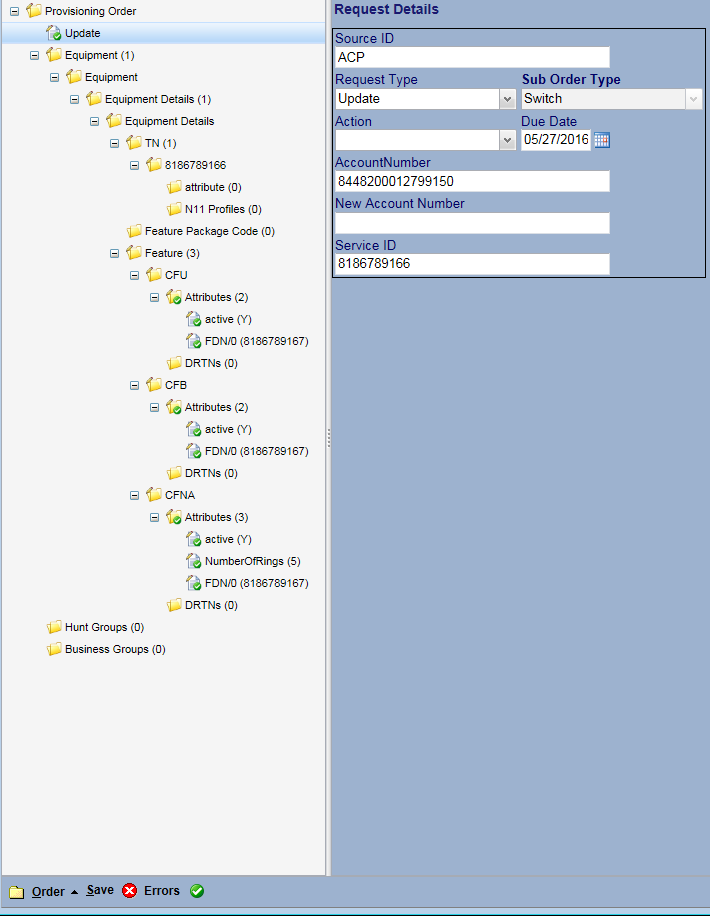 Provisioning Order
Update
Equipment (1)
Equipment
Equipment Details (1)
Equipment Details
TN (1)
8186789166
attribute (0)
N11 Profiles (0)
Feature Package Code (0)
Feature (3)
CFU
Attributes (2)
active (Y)
FDN/0 (8186789167)
DRTNs (0)
CFB
Attributes (2)
active (Y)
FDN/0 (8186789167)
DRTNs (0)
CFNA
Attributes (3)
active (Y)
NumberOfRings (5)
FDN/0 (8186789167)
DRTNs (0)
Hunt Groups (0)
Business Groups (0)
Request Details
Source ID
ACP
Request Type Sub Order Type
Update Switch
Action Due Date
05/27/2016
AccountNumber
8448200012799150
New Account Number
Service ID
8186789166
Order Save Errors